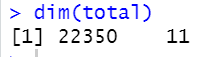 > dim(total)
[1] 22350    11
>